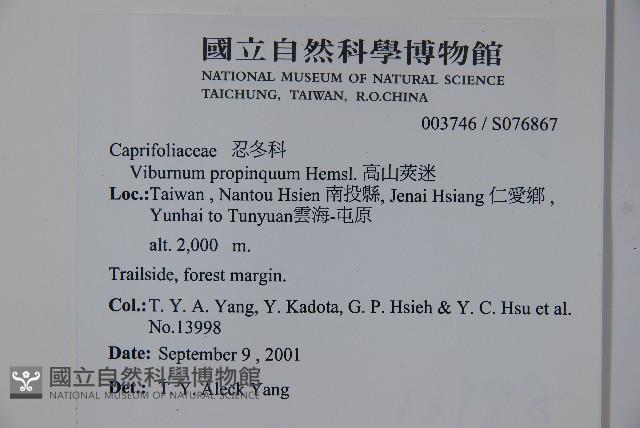 國立自然科學博物館
NATIONAL MUSEUM OF NATURAL SCIENCE
TAICHUNG, TAIWAN, R.O.CHINA
003746 / S076867
Caprifoliaceae 忍冬科
Viburnum propinquum Hemsl. 高山莢迷
Loc.:Taiwan , Nantou Hsien 南投縣, Jenai Hsiang 仁愛鄉 ,
Yunhai to Tunyuan雲海-屯原
alt. 2,000 m.
Trailside, forest margin.
Col.:T. Y. A. Yang, Y. Kadota, G. P. Hsieh & Y. C. Hsu et al.
No.13998
Date: September 9 , 2001
國立自然科學博物館
NATIONAL MUSEUM OF NATURAL SCIENCE
Det.: T. Y. Aleck Yang